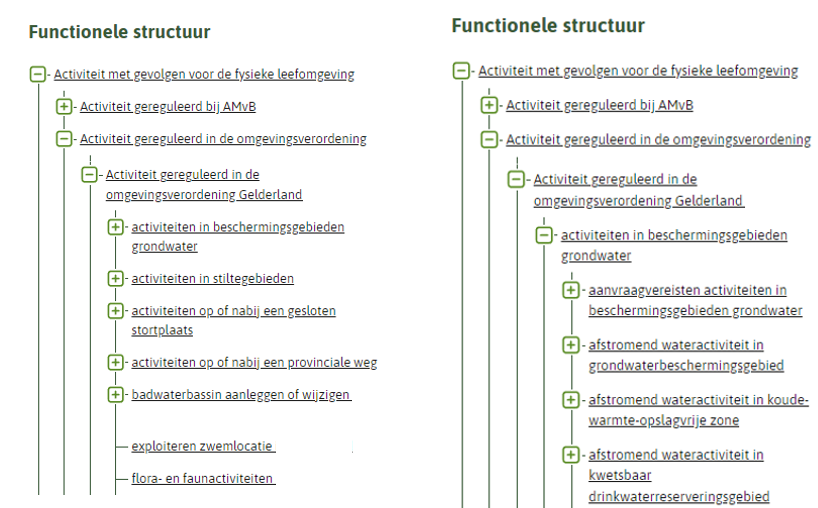 Functionele structuur
Activiteit met gevolgen voor de fysieke leefomgeving
Activiteit gereguleerd bij AMvB
Activiteit gereguleerd in de omgevingsverordening
Activiteit gereguleerd in de
omgevingsverordening Gelderland
activiteiten in beschermingsgebieden
grondwater
activiteiten in stiltegebieden
activiteiten op of nabij een gesloten
stortplaats
activiteiten op of nabij een provinciale weg
badwaterbassin aanleggen of wijzigen
exploiteren zwemlocatie
flora- en faunactiviteiten
Functionele structuur
Activiteit met gevolgen voor de fysieke leefomgeving
Activiteit gereguleerd bij AMvB
Activiteit gereguleerd in de omgevingsverordening
Activiteit gereguleerd in de
omgevingsverordening Gelderland
activiteiten in beschermingsgebieden
grondwater
aanvraagvereisten activiteiten in
beschermingsgebieden grondwater
afstromend wateractiviteit in
grondwaterbeschermingsgebied
afstromend wateractiviteit in koude-
warmte-opslagvrije zone
afstromend wateractiviteit in
kwetsbaar
drinkwaterreserveringsgebied